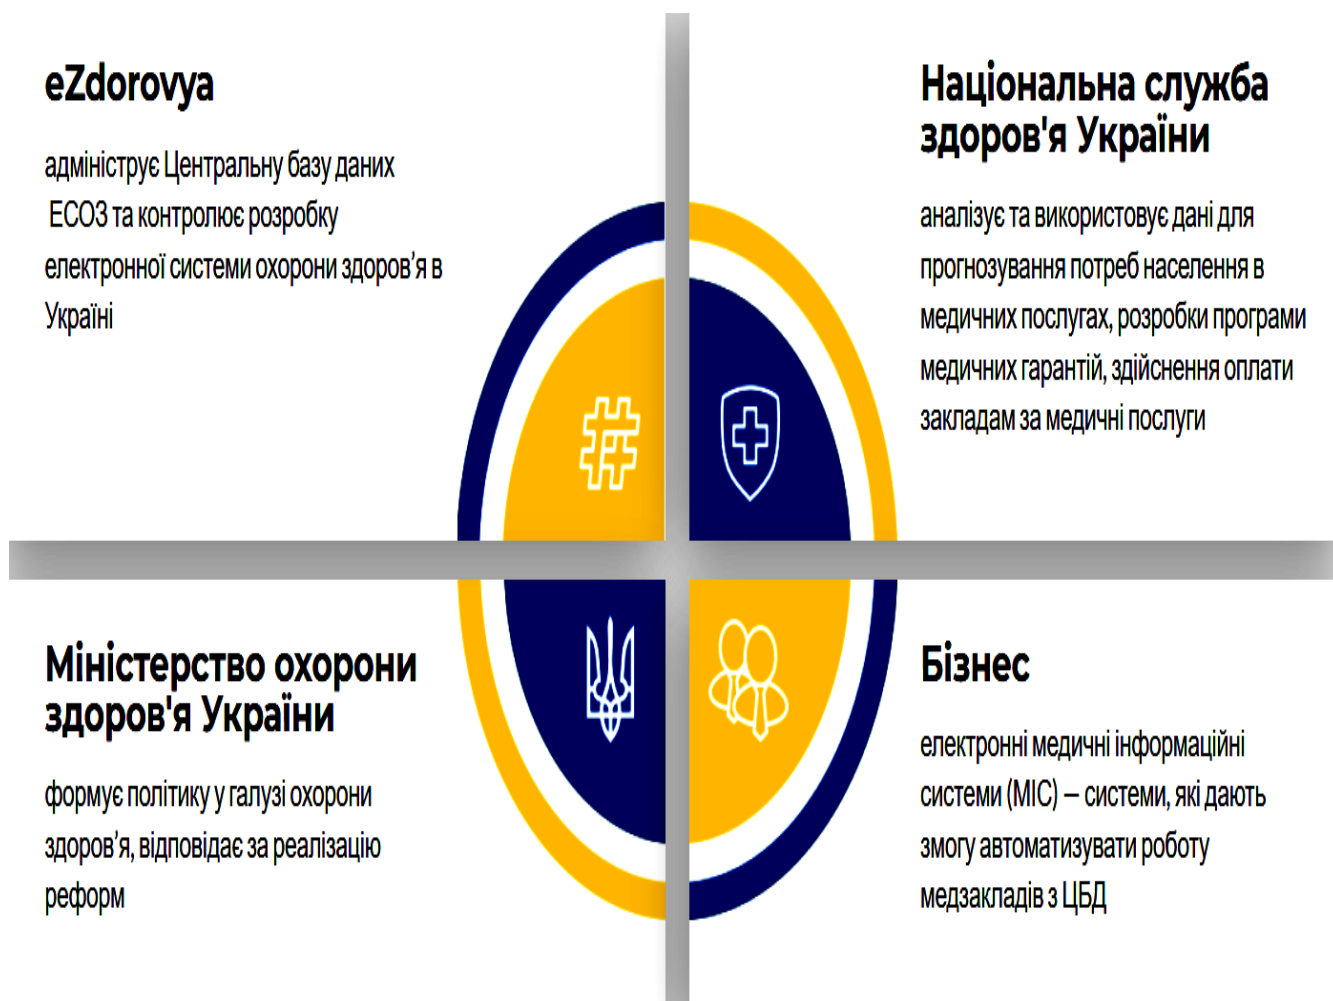 eZdorovya
адмініструє Центральну базу даних
ЕСОЗ та контролює розробку
електронної системи охорони здоров’я в
Україні
Національна служба
здоров'я України
аналізує та використовує дані для
прогнозування потреб населення в
медичних послугах, розробки програми
медичних гарантій, здійснення оплати
закладам за медичні послуги
Міністерство охорони
здоров'я України
формує політику у галузі охорони
здоров’я, відповідає за реалізацію
реформ
Бізнес
електронні медичні інформаційні
системи (МІС) – системи, які дають
змогу автоматизувати роботу
медзакладів з ЦБД